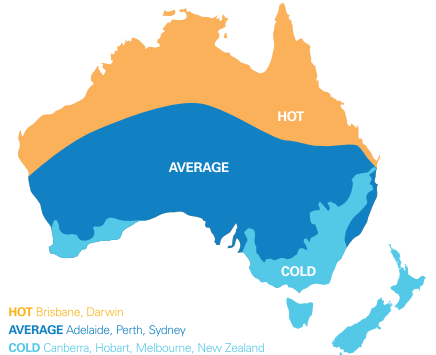 HOT
AVERAGE
COLD
HOT Brisbane, Darwin
AVERAGE Adelaide, Perth, Sydney
COLD Canberra, Hobart, Melbourne, New Zealand